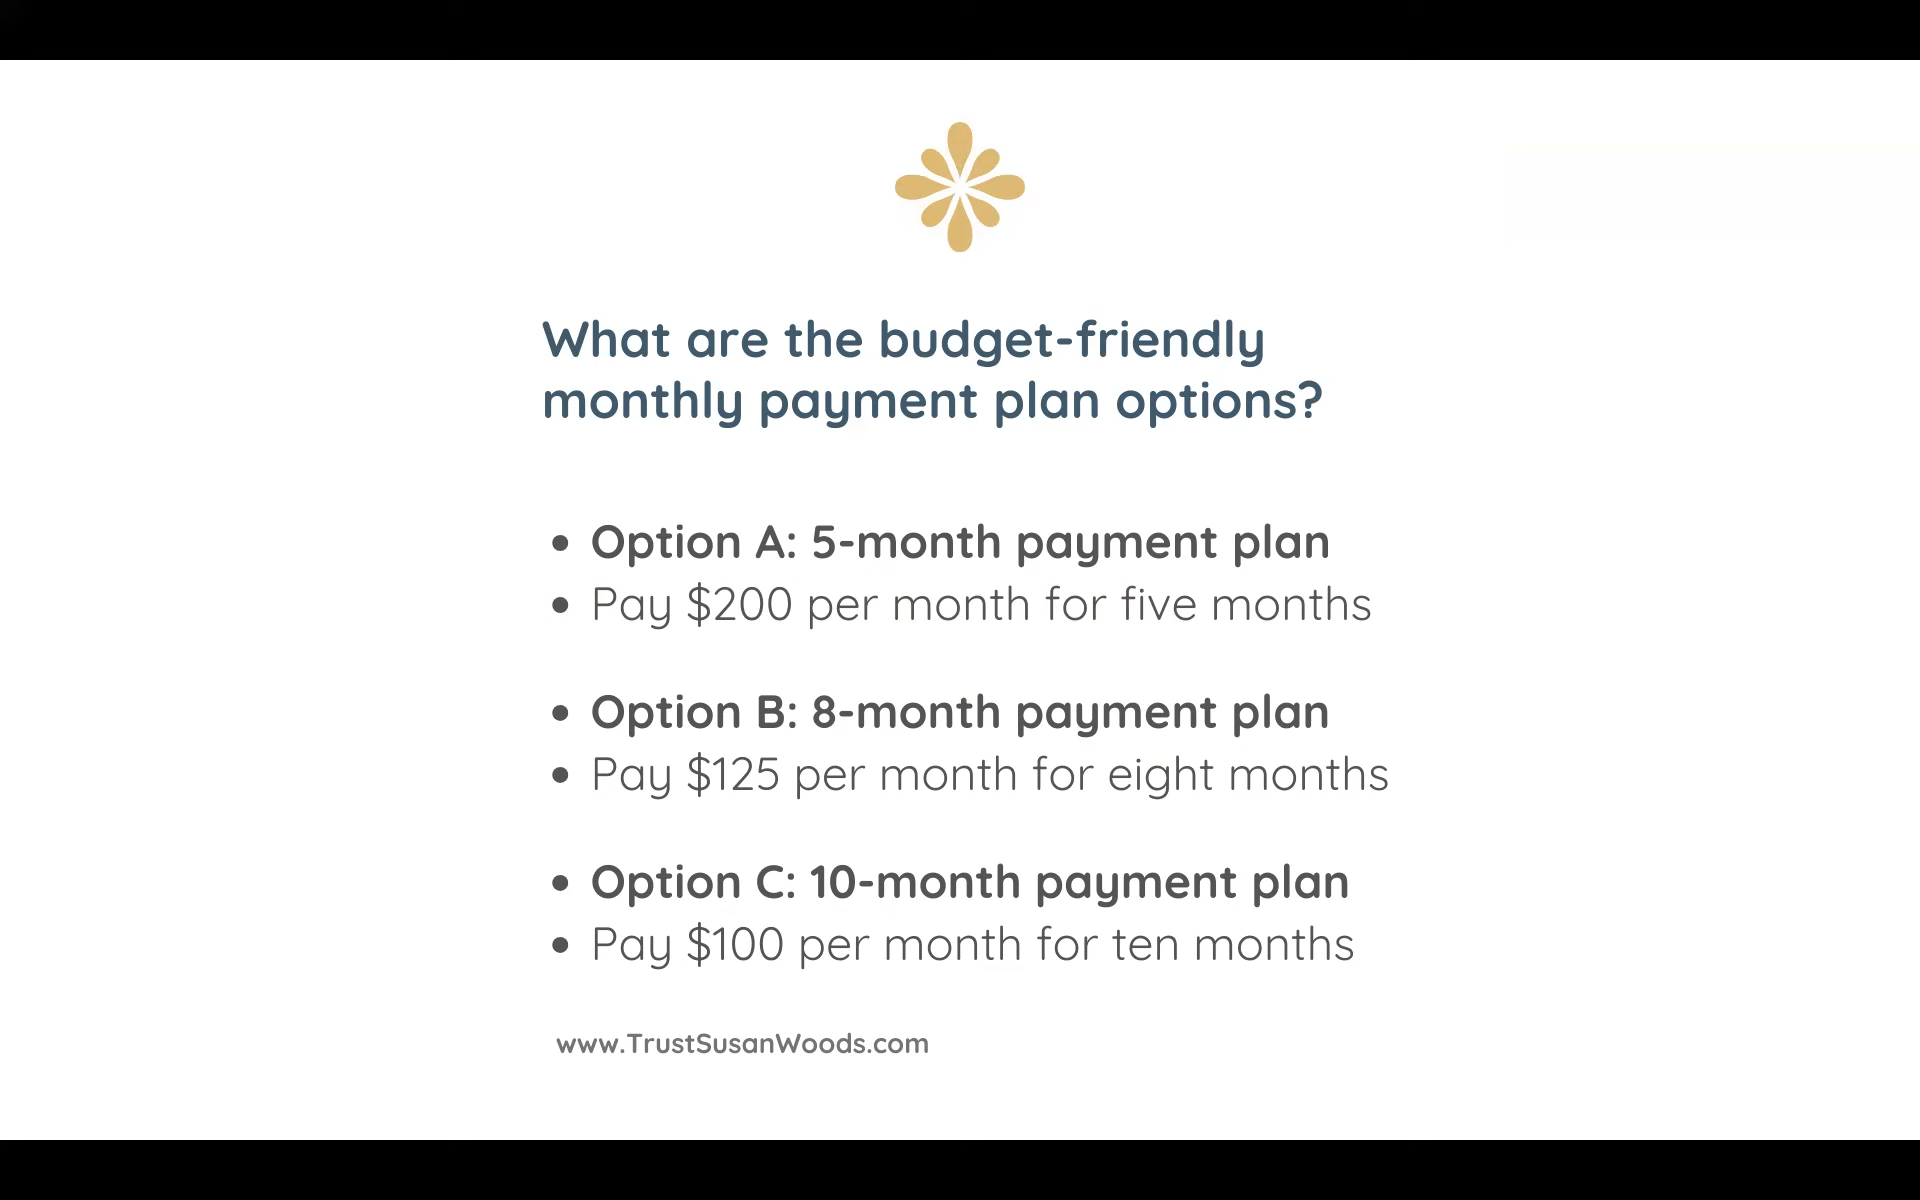 What are the budget-friendly
monthly payment plan options?
• Option A: 5-month payment plan
• Pay $200 per month for five months
• Option B: 8-month payment plan
• Pay $125 per month for eight months
• Option C: 10-month payment plan
• Pay $100 per month for ten months
www.TrustSusanWoods.com